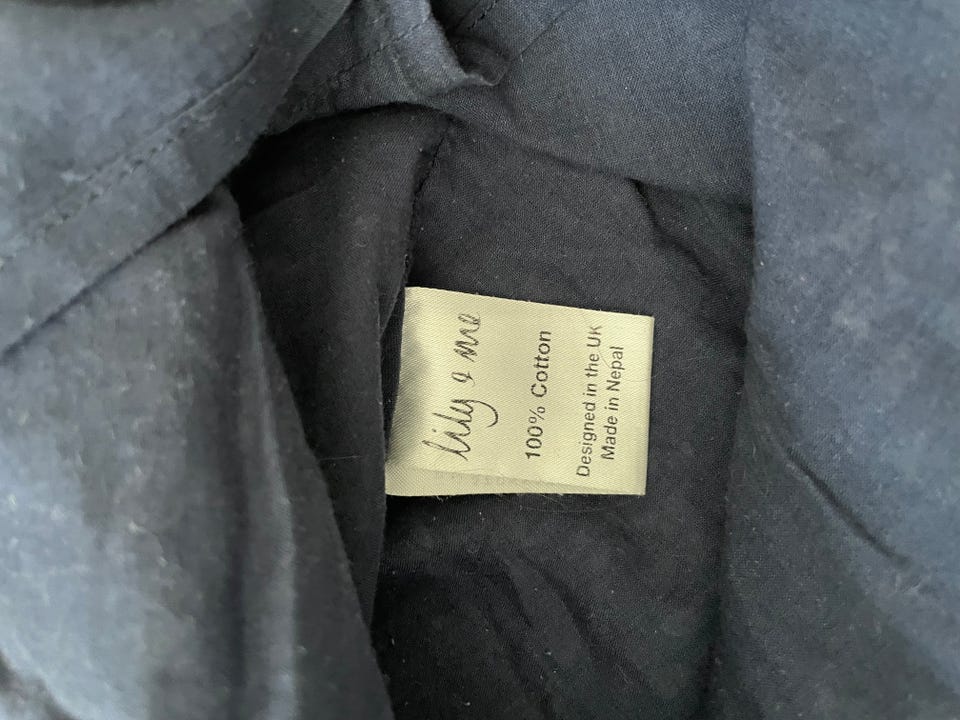 lily & me
100% Cotton
Designed in the UK
Made in Nepal